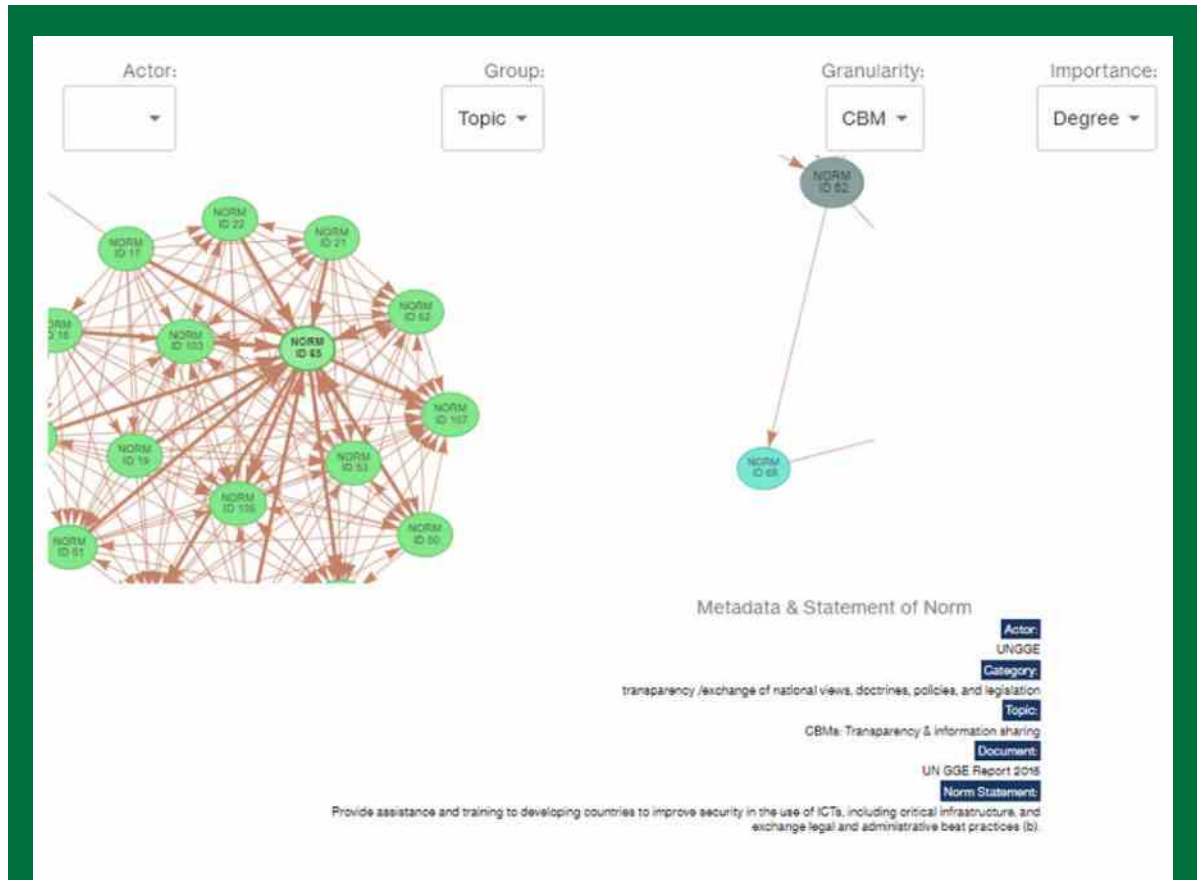 Actor:
Group:
Granularity:
Importance:
Topic
CBM
Degree
NORM
ID 62
NORM
ID 22
NORM
ID 21
NORM
ID 17
NORM
ID 52
NORM
NORM
ID 103
NORM
ID 65
NORM
ID 107
NORM
ID 19
NORM
ID 53
NORM
ID 68
NORM
NORM
ID 50
NORM
ID 51
Metadata & Statement of Norm
Actor:
UNGGE
Category:
transparency /exchange of national views, doctrines, policies, and legislation
Topic:
CBMs: Transparency & information sharing
Document:
UN GGE Report 2015
Norm Statement:
Provide assistance and training to developing countries to improve security in the use of ICTs, including critical infrastructure, and
exchange legal and administrative best practices (b).